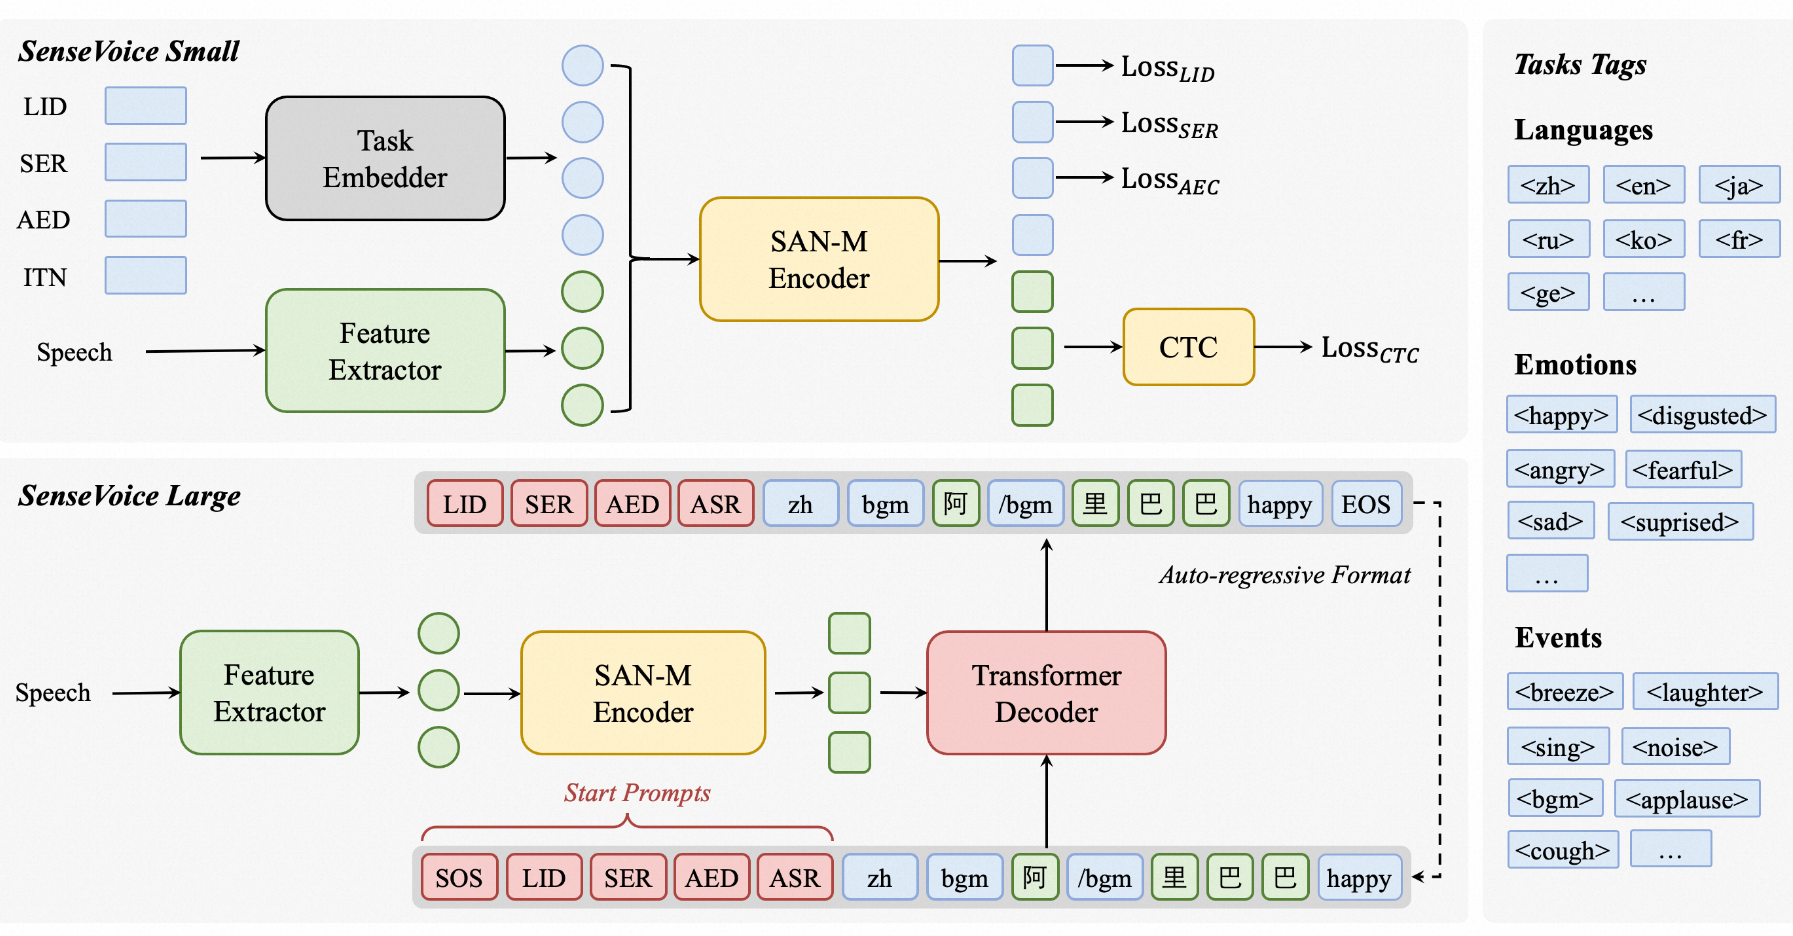 SenseVoice Small
LID
SER
AED
ITN
Speech
Task
Embedder
Feature
Extractor
SAN-M
Encoder
Loss_LID
Loss_SER
Loss_AEC
CTC
Loss_CTC
SenseVoice Large
LID SER AED ASR zh bgm 阿 /bgm 里 巴 巴 happy EOS
Auto-regressive Format
Speech
Feature
Extractor
SAN-M
Encoder
Transformer
Decoder
Start Prompts
SOS LID SER AED ASR zh bgm 阿 /bgm 里 巴 巴 happy
Tasks Tags
Languages
<zh> <en> <ja>
<ru> <ko> <fr>
<ge> ...
Emotions
<happy> <disgusted>
<angry> <fearful>
<sad> <suprised>
...
Events
<breeze> <laughter>
<sing> <noise>
<bgm> <applause>
<cough> ...